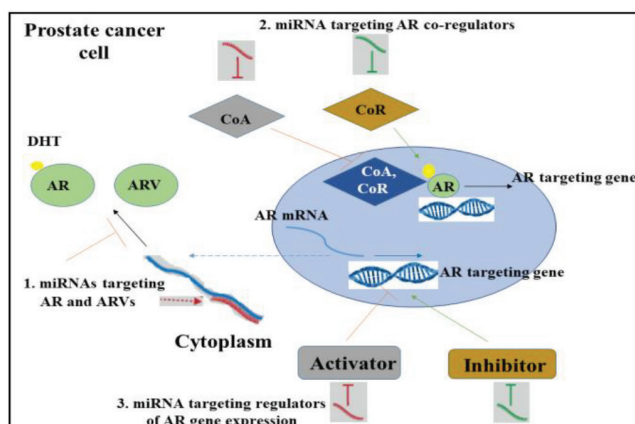 Prostate cancer
cell
2. miRNA targeting AR co-regulators
CoA
CoR
DHT
AR
ARV
CoA,
CoR
AR
AR targeting gene
AR mRNA
AR targeting gene
1. miRNAs targeting
AR and ARVs
Cytoplasm
Activator
Inhibitor
3. miRNA targeting regulators
of AR gene expression